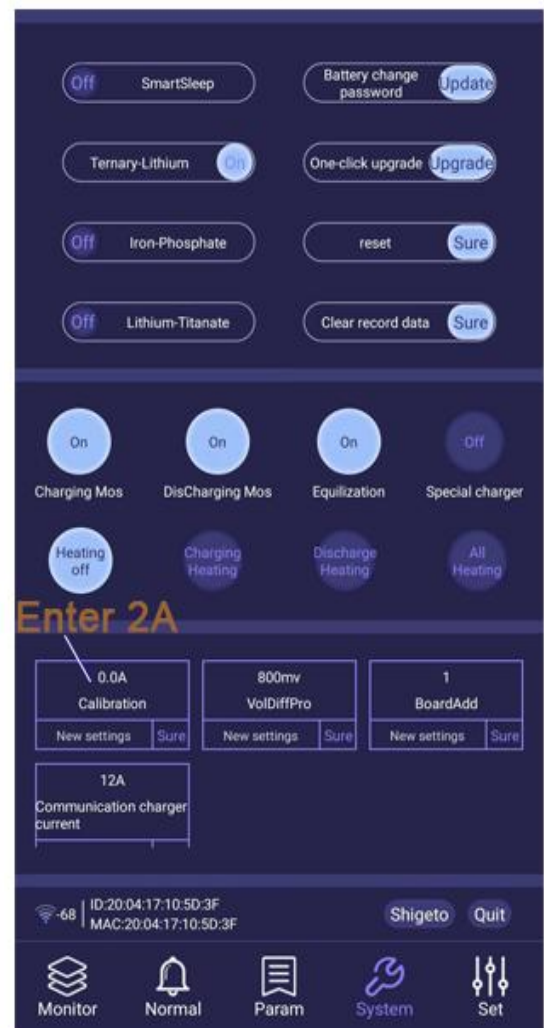 Off SmartSleep
Battery change
password
Update
Ternary-Lithium On
One-click upgrade Upgrade
Off Iron-Phosphate
reset Sure
Off Lithium-Titanate
Clear record data Sure
On
On
On
Off
Charging Mos
DisCharging Mos
Equilization
Special charger
Heating
off
Charging
Heating
Discharge
Heating
All
Heating
Enter 2A
0.0A
Calibration
New settings Sure
800mv
VolDiffPro
New settings Sure
1
BoardAdd
New settings Sure
12A
Communication charger
current
-68
ID:20:04:17:10:5D:3F
MAC:20:04:17:10:5D:3F
Shigeto
Quit
Monitor
Normal
Param
System
Set